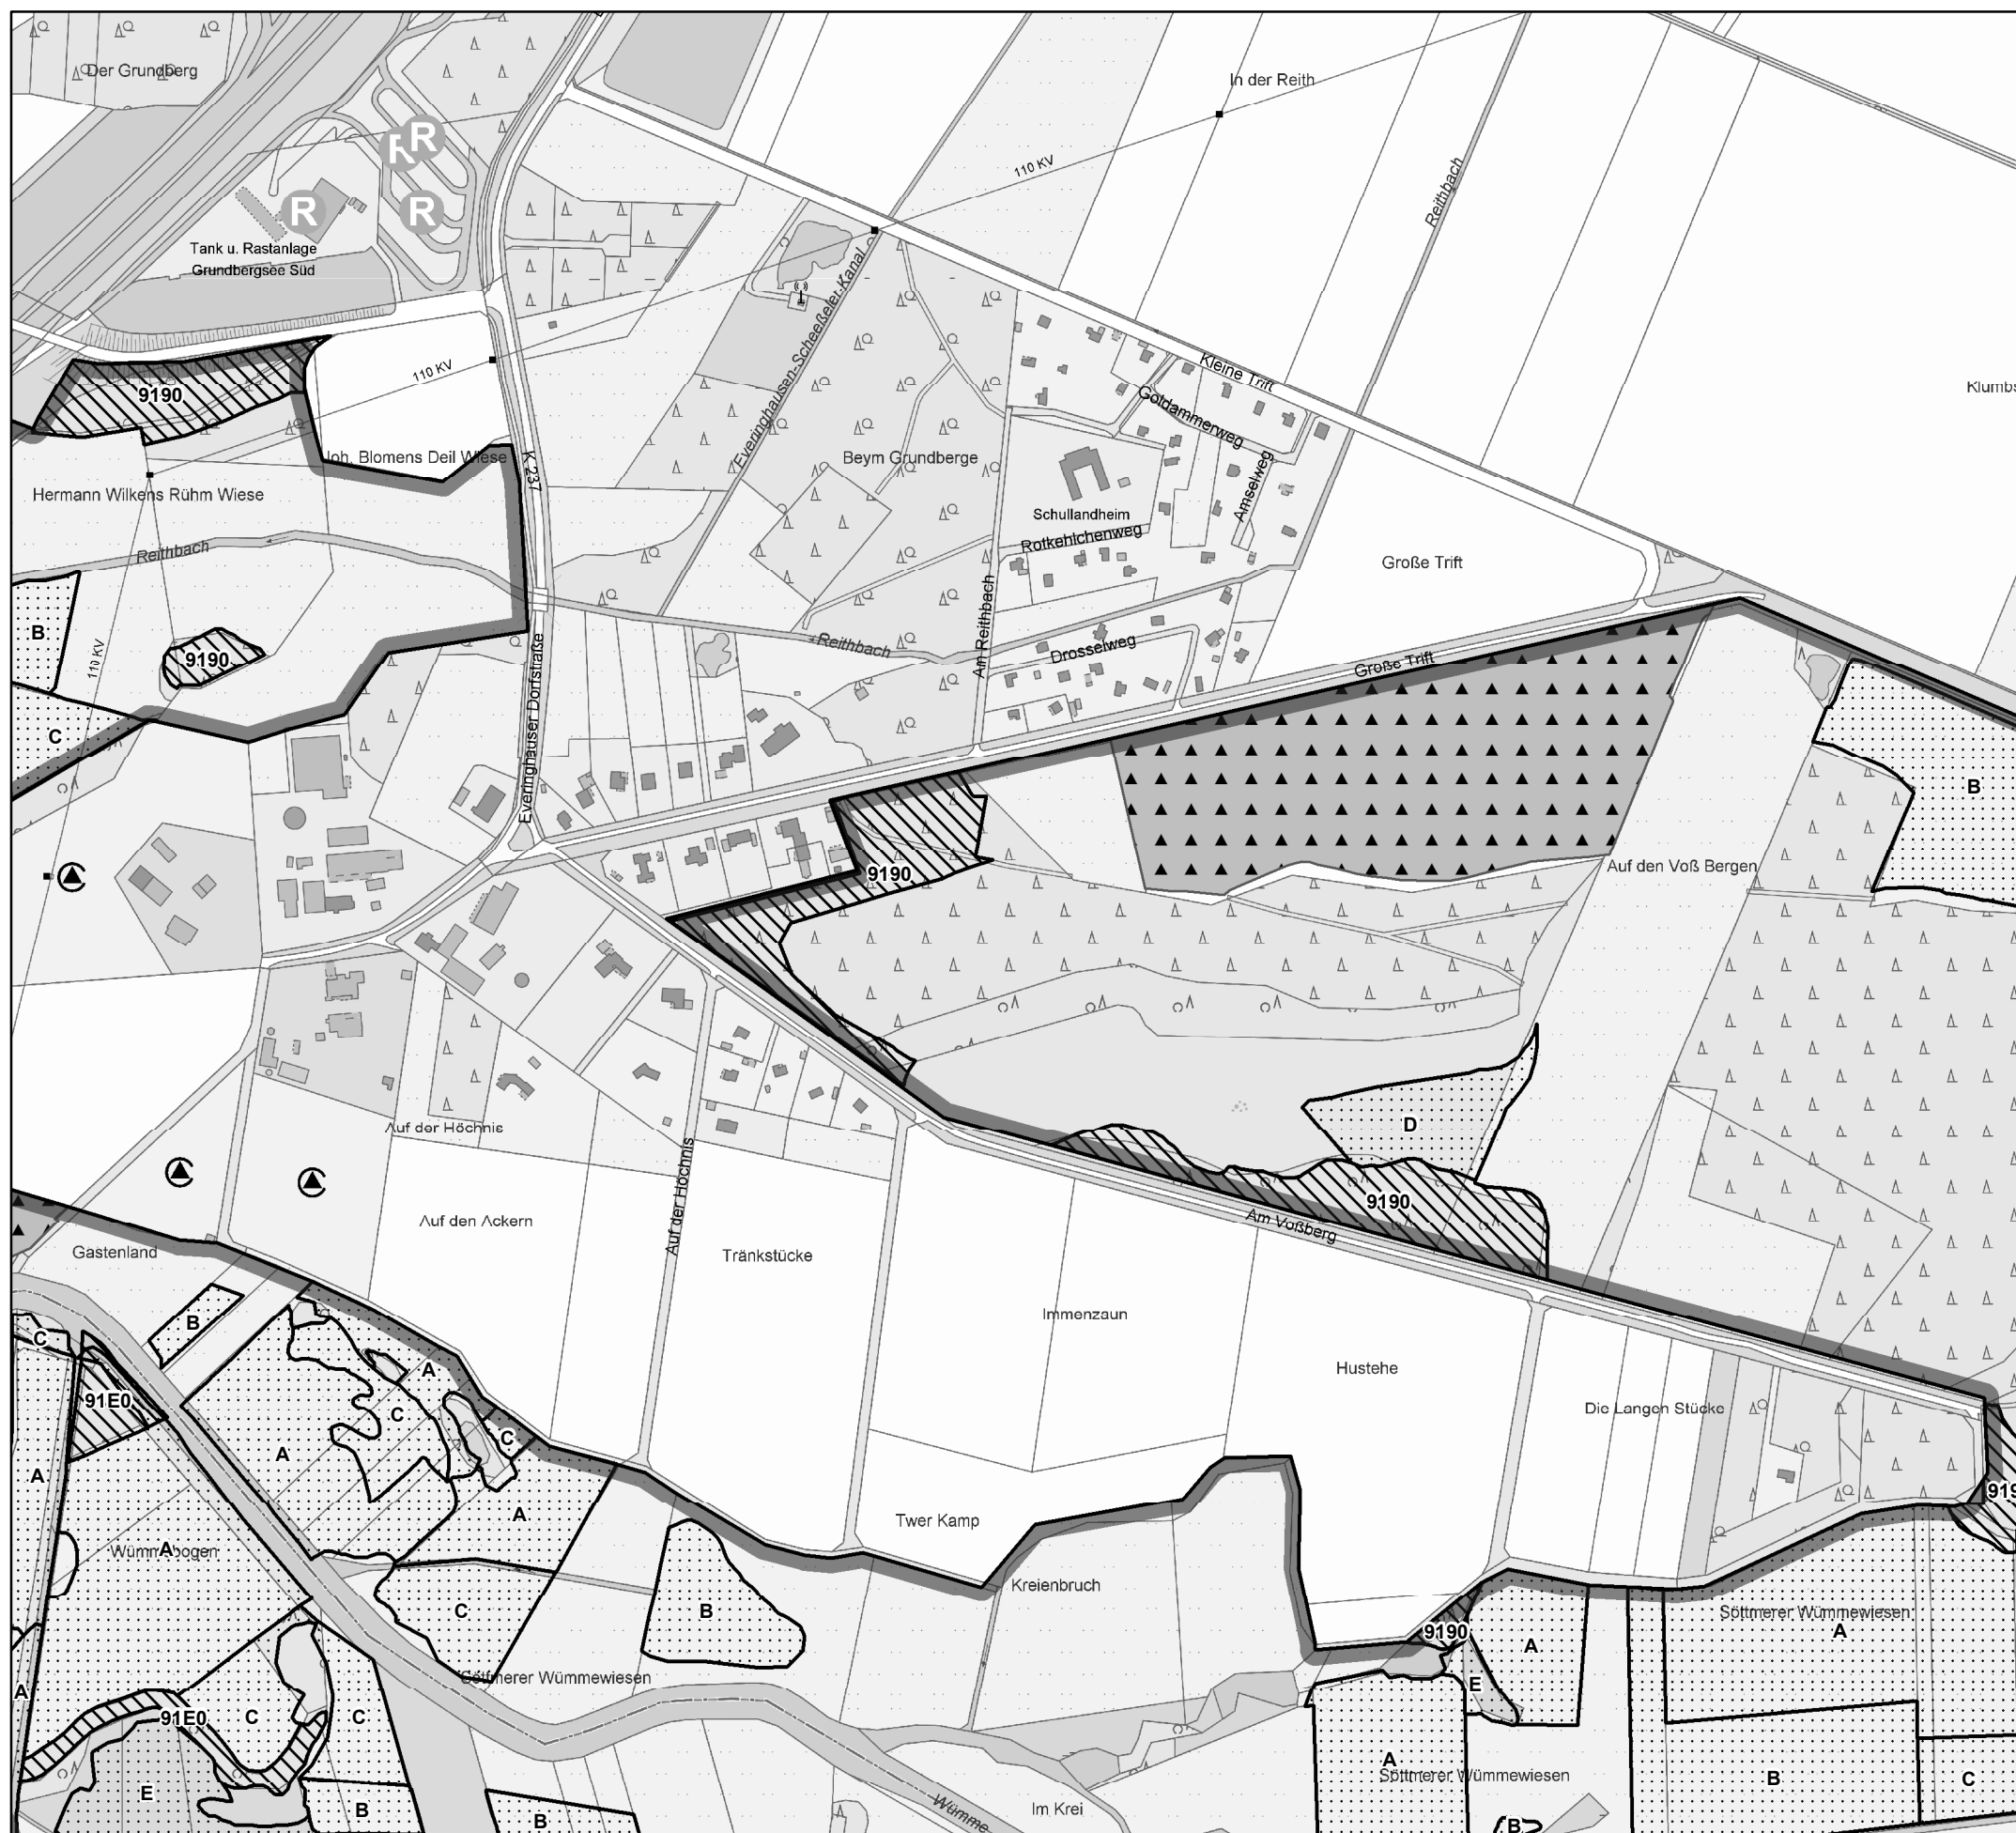 Der Grundberg
In der Reith
110 KV
R
R
R
R
Reithbach
Tank u. Rastanlage
Grundbergsee Süd
Everinghausen-Scheeßeler-Kanal
110 KV
Kleine Trift
9190
Goldammerweg
Joh. Blomens Deil Wiese
K 237
Beym Grundberge
Amselweg
Hermann Wilkens Rühm Wiese
Schullandheim
Rotkehlchenweg
Reithbach
Große Trift
Am Reithbach
B
110 KV
9190
Reithbach
Drosselweg
Große Trift
Everinghauser Dorfstraße
C
B
9190
Auf den Voß Bergen
Auf der Höchnis
D
Auf der Höchnis
9190
Am Voßberg
Auf den Äckern
Gastenland
Tränkstücke
Immenzaun
B
C
A
Hustehe
91E0
C
Die Langen Stücke
C
A
A
A
Twer Kamp
Wümmebogen
A
Kreienbruch
C
B
Söttmerer Wümmewiesen
9190
A
A
Söttmerer Wümmewiesen
E
A
91E0
C
C
A
Söttmerer Wümmewiesen
B
C
E
B
B
Wümme
Im Krei
B